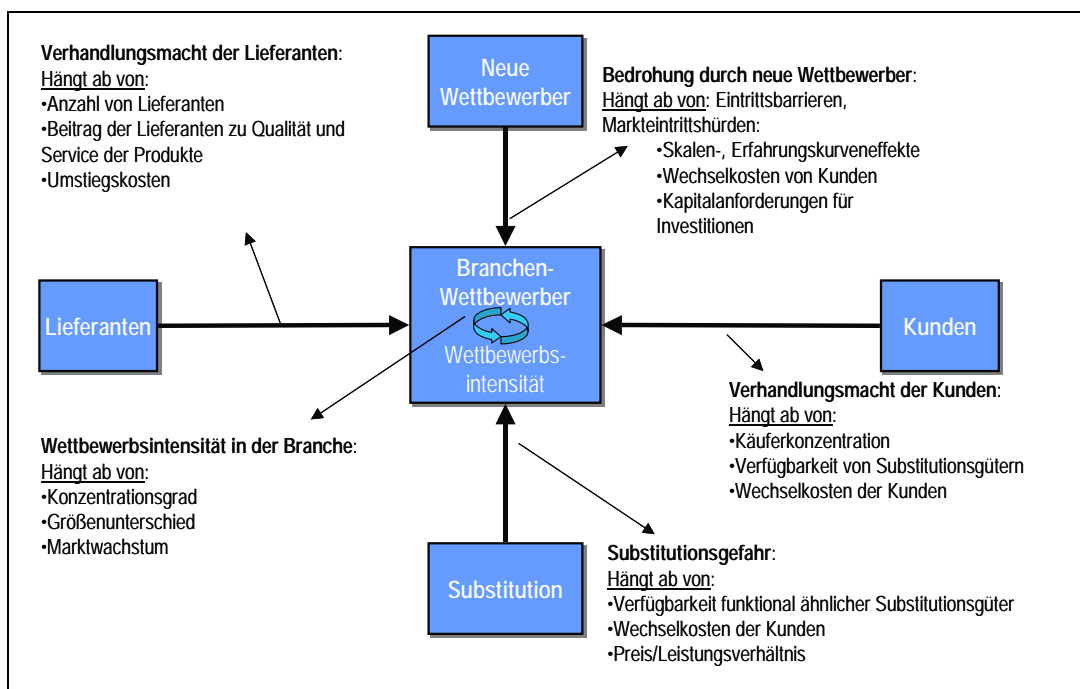 Verhandlungsmacht der Lieferanten:
Hängt ab von:
•Anzahl von Lieferanten
•Beitrag der Lieferanten zu Qualität und
Service der Produkte
•Umstiegskosten
Neue
Wettbewerber
Bedrohung durch neue Wettbewerber:
Hängt ab von: Eintrittsbarrieren,
Markteintrittshürden:
•Skalen-, Erfahrungskurveneffekte
•Wechselkosten von Kunden
•Kapitalanforderungen für
Investitionen
Lieferanten
Branchen-
Wettbewerber
Wettbewerbs-
intensität
Kunden
Verhandlungsmacht der Kunden:
Hängt ab von:
•Käuferkonzentration
•Verfügbarkeit von Substitutionsgütern
•Wechselkosten der Kunden
Wettbewerbsintensität in der Branche:
Hängt ab von:
•Konzentrationsgrad
•Größenunterschied
•Marktwachstum
Substitution
Substitutionsgefahr:
Hängt ab von:
•Verfügbarkeit funktional ähnlicher Substitutionsgüter
•Wechselkosten der Kunden
•Preis/Leistungsverhältnis